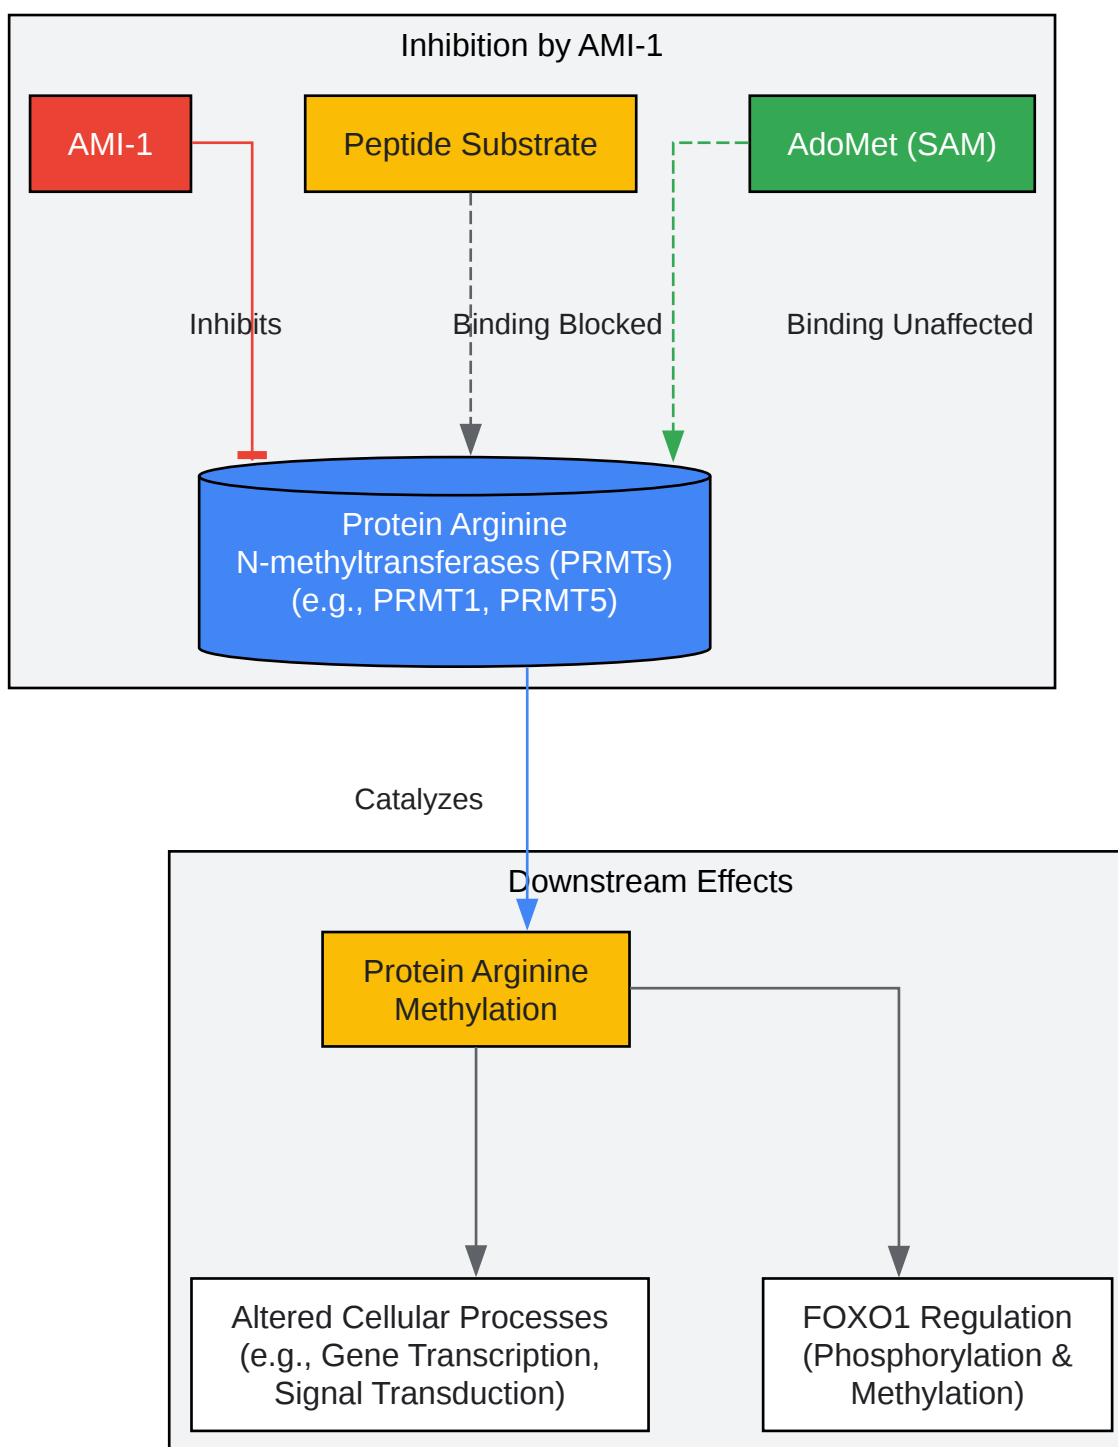 Inhibition by AMI-1
AMI-1
Peptide Substrate
AdoMet (SAM)
Inhibits
Binding Blocked
Binding Unaffected
Protein Arginine
N-methyltransferases (PRMTs)
(e.g., PRMT1, PRMT5)
Catalyzes
Downstream Effects
Protein Arginine
Methylation
Altered Cellular Processes
(e.g., Gene Transcription,
Signal Transduction)
FOXO1 Regulation
(Phosphorylation &
Methylation)